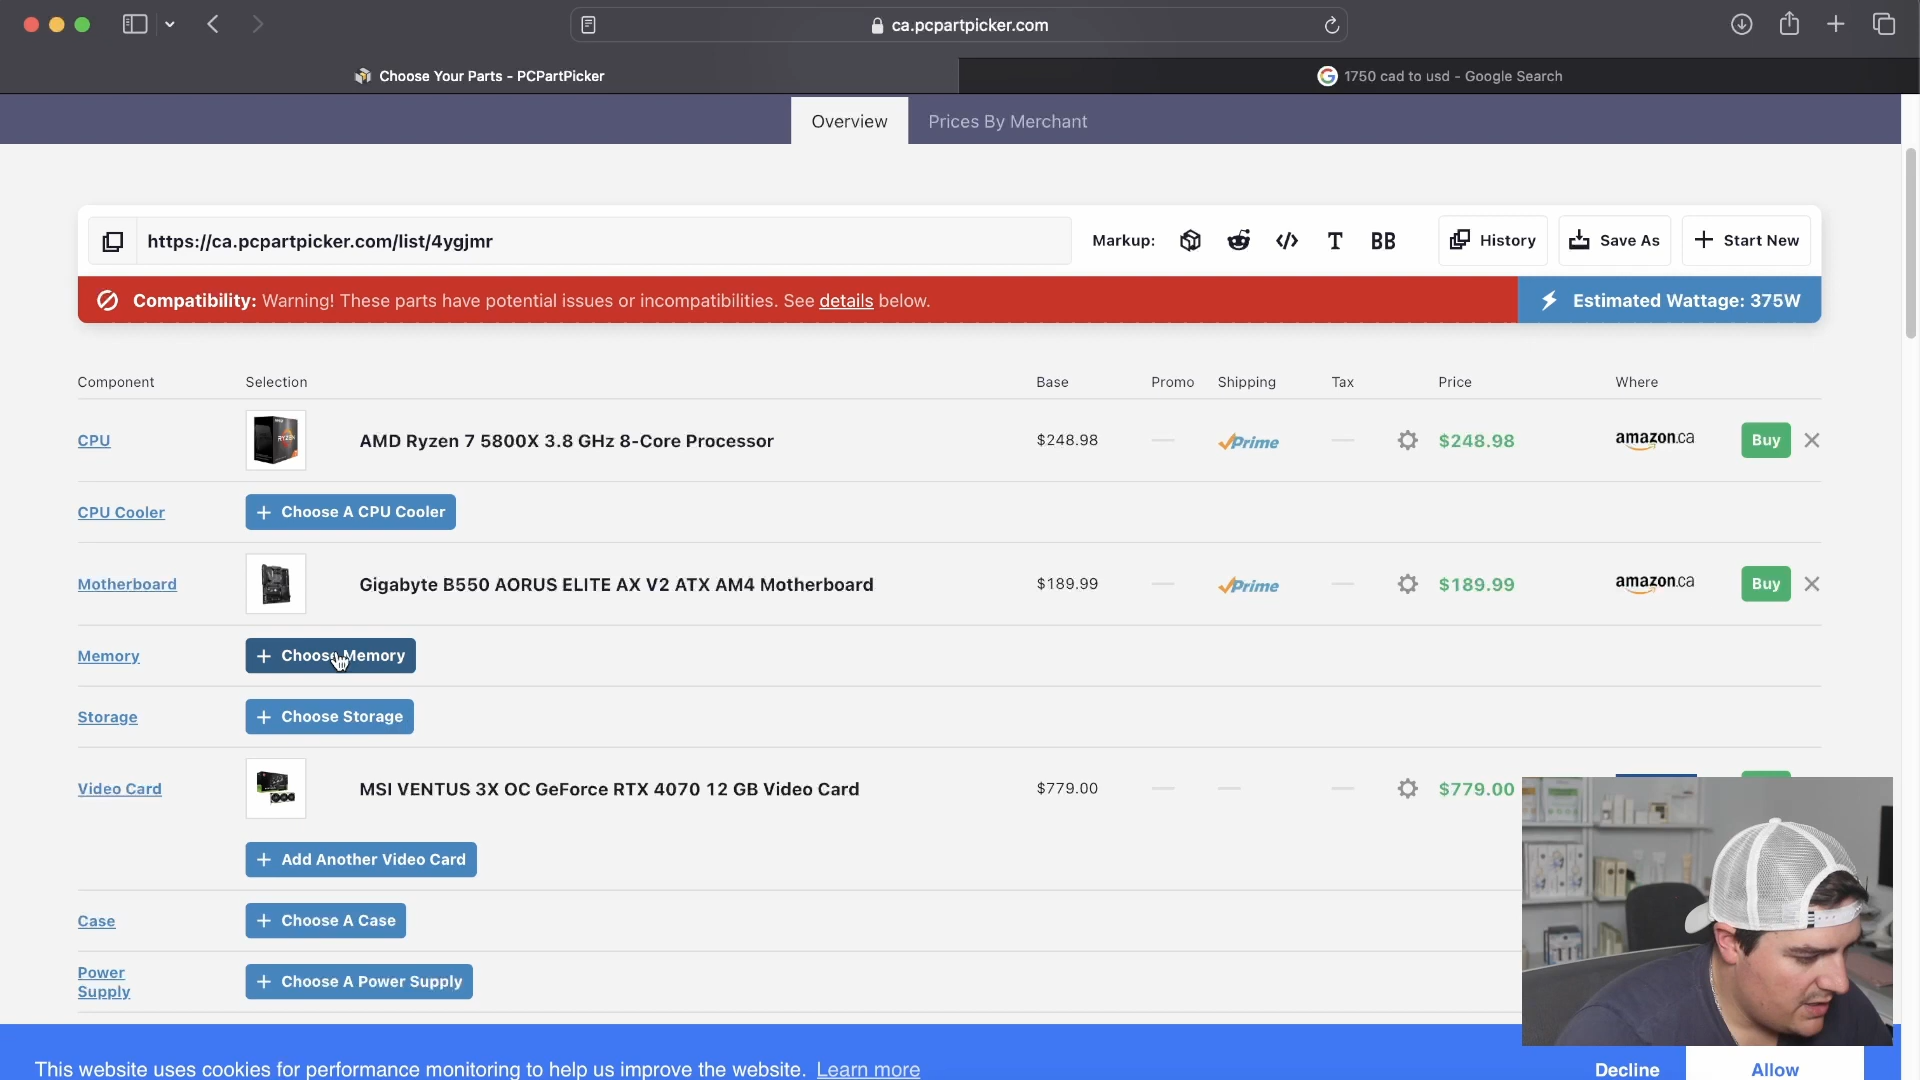 ca.pcpartpicker.com
Choose Your Parts - PCPartPicker
1750 cad to usd - Google Search
Overview
Prices By Merchant
https://ca.pcpartpicker.com/list/4ygjmr
Markup:
T
BB
History
Save As
Start New
Compatibility: Warning! These parts have potential issues or incompatibilities. See details below.
Estimated Wattage: 375W
Component Selection Base Promo Shipping Tax Price Where
CPU AMD Ryzen 7 5800X 3.8 GHz 8-Core Processor $248.98 Prime $248.98 amazon.ca Buy
CPU Cooler + Choose A CPU Cooler
Motherboard Gigabyte B550 AORUS ELITE AX V2 ATX AM4 Motherboard $189.99 Prime $189.99 amazon.ca Buy
Memory + Choose Memory
Storage + Choose Storage
Video Card MSI VENTUS 3X OC GeForce RTX 4070 12 GB Video Card $779.00 $779.00
+ Add Another Video Card
Case + Choose A Case
Power
Supply
+ Choose A Power Supply
This website uses cookies for performance monitoring to help us improve the website. Learn more
Decline
Allow